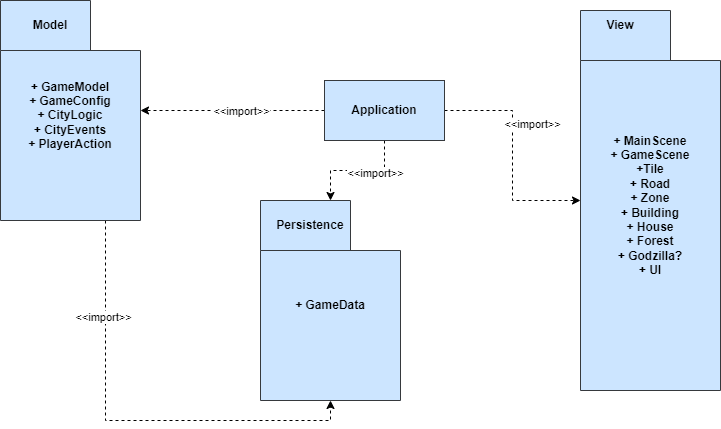 Model
+ GameModel
+ GameConfig
+ CityLogic
+ CityEvents
+ PlayerAction
<<import>>
Application
<<import>>
View
+ MainScene
+ GameScene
+Tile
+ Road
+ Zone
+ Building
+ House
+ Forest
+ Godzilla?
+ UI
<<import>>
Persistence
+ GameData
<<import>>